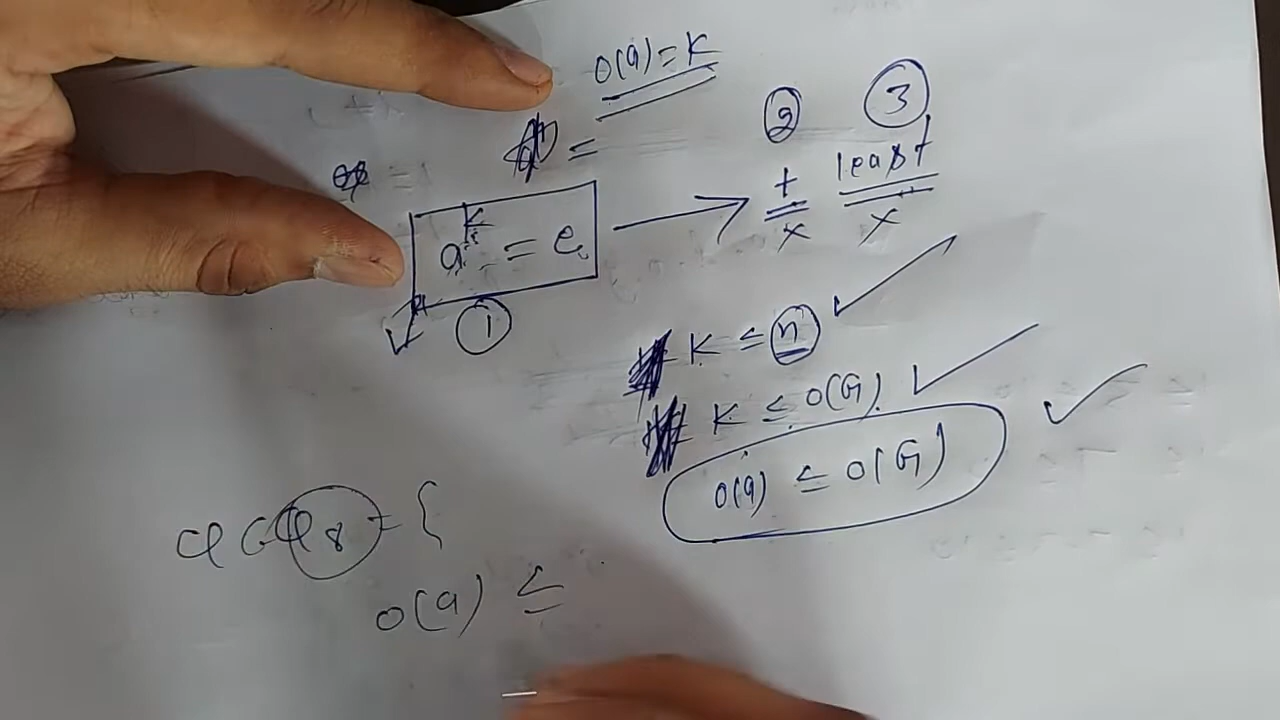 o(a) = K
② ③
=
+ least
x x
a^K = e
①
K ≤ n
K ≤ o(G)
o(a) ≤ o(G)
= {
o(a) ≤